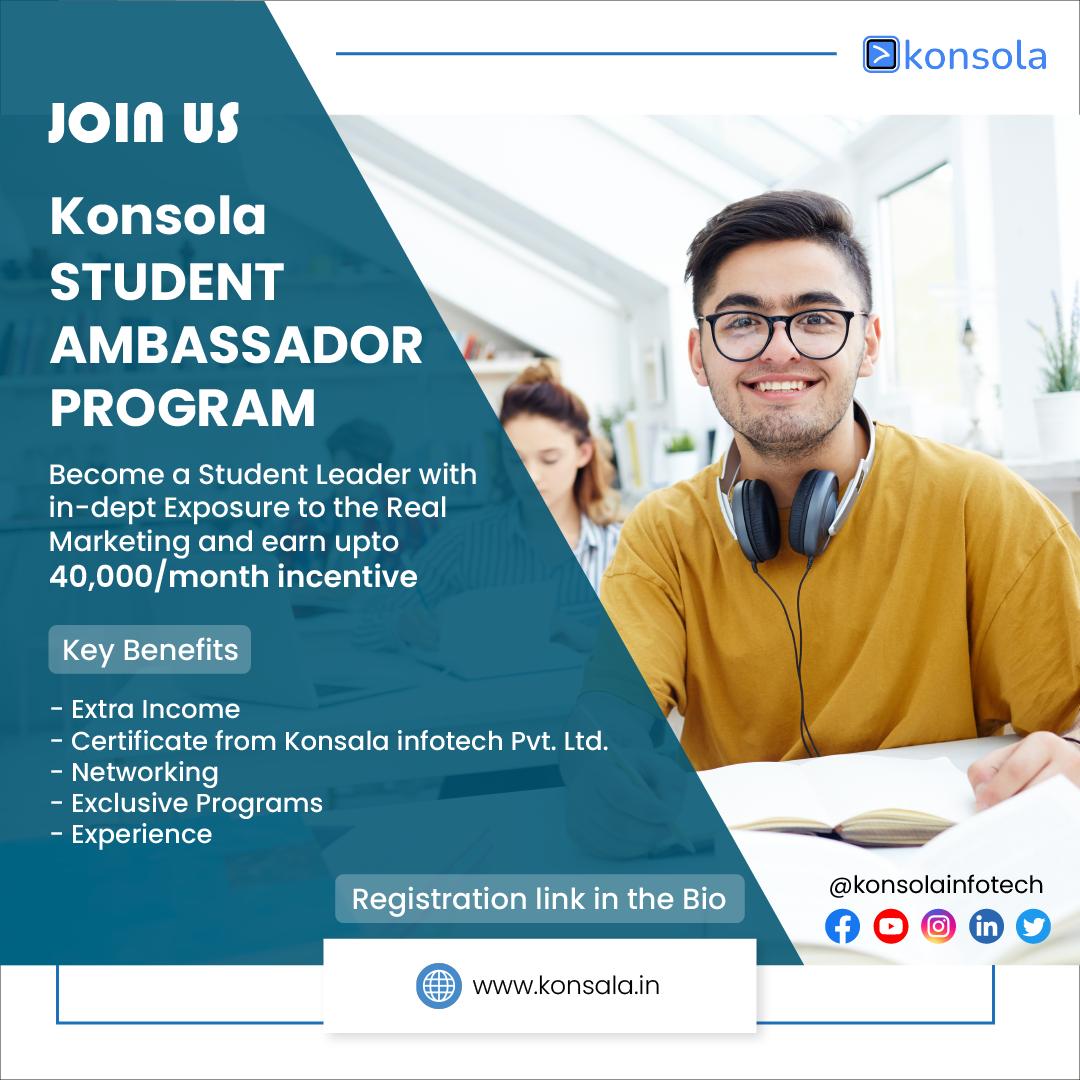 konsola
JOIN US
Konsola
STUDENT
AMBASSADOR
PROGRAM
Become a Student Leader with
in-dept Exposure to the Real
Marketing and earn upto
40,000/month incentive
Key Benefits
- Extra Income
- Certificate from Konsala infotech Pvt. Ltd.
- Networking
- Exclusive Programs
- Experience
Registration link in the Bio
@konsolainfotech
www.konsala.in